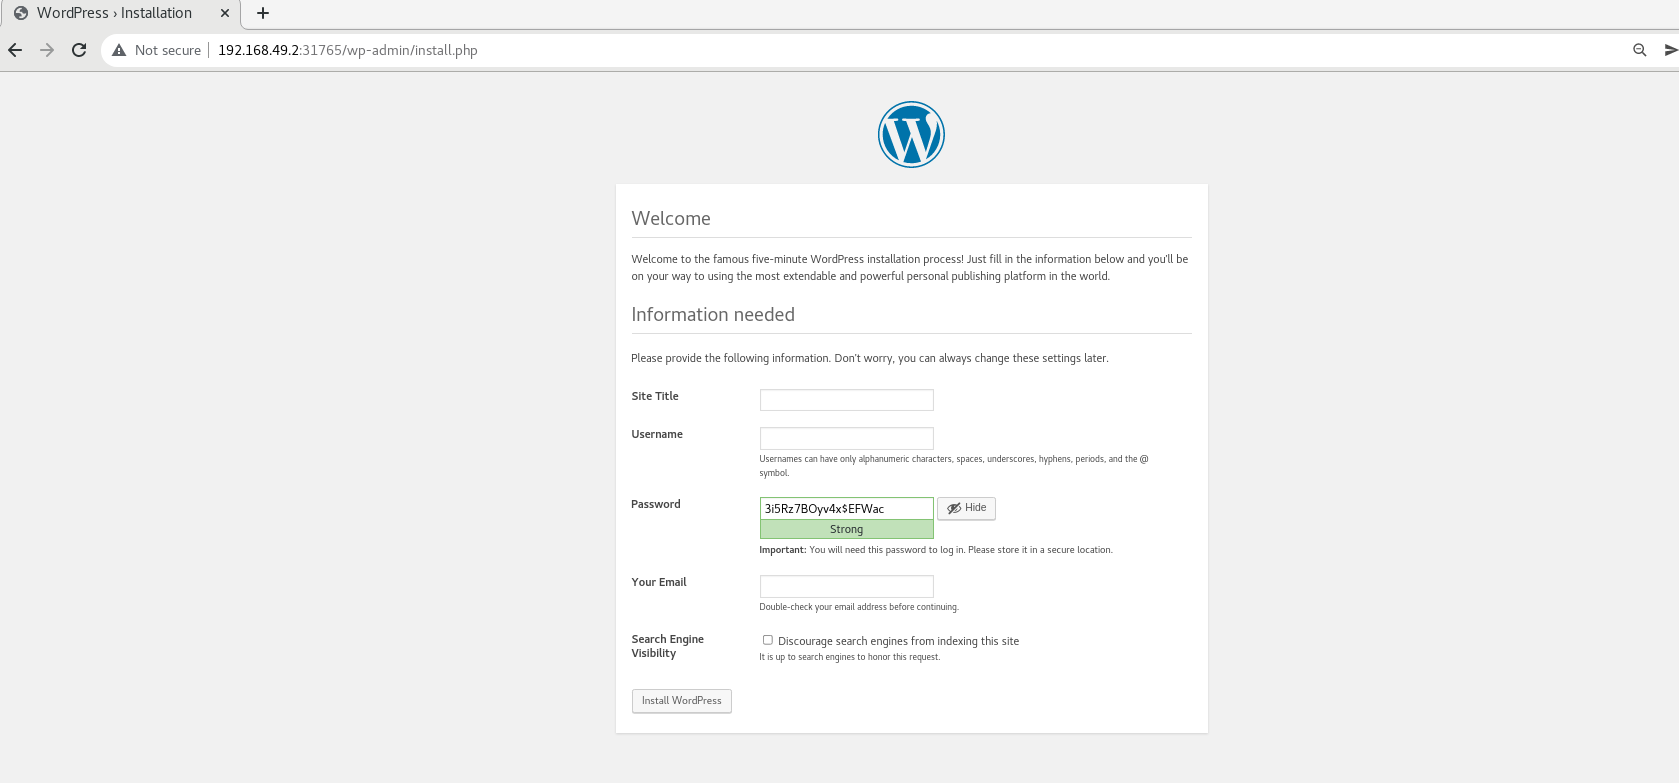 WordPress › Installation
Not secure 192.168.49.2:31765/wp-admin/install.php
Welcome
Welcome to the famous five-minute WordPress installation process! Just fill in the information below and you'll be
on your way to using the most extendable and powerful personal publishing platform in the world.
Information needed
Please provide the following information. Don't worry, you can always change these settings later.
Site Title
Username
Usernames can have only alphanumeric characters, spaces, underscores, hyphens, periods, and the @
symbol.
Password 3i5Rz7BOyv4x$EFWac Hide
Strong
Important: You will need this password to log in. Please store it in a secure location.
Your Email
Double-check your email address before continuing.
Search Engine
Visibility
Discourage search engines from indexing this site
It is up to search engines to honor this request.
Install WordPress